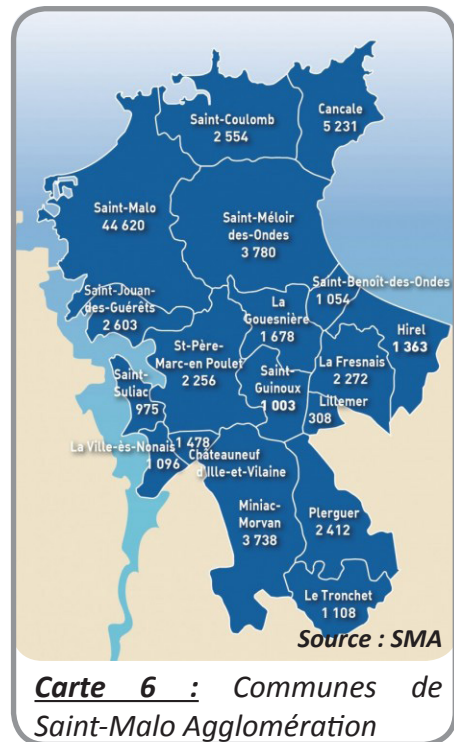 Saint-Coulomb
2 554
Cancale
5 231
Saint-Malo
44 620
Saint-Méloir
des-Ondes
3 780
Saint-Benoît-des-Ondes
1 054
Saint-Jouan-
des-Guérêts
2 603
La
Gouesnière
1 678
Hirel
1 363
St-Père-
Marc-en Poulet
2 256
La Fresnais
2 272
Saint-
Guinoux
1 003
Saint-
Suliac
975
Lillemer
308
La Ville-ès-Nonais
1 096
1 478
Châteauneuf
d'Ille-et-Vilaine
Miniac-
Morvan
3 738
Plerguer
2 412
Le Tronchet
1 108
Source : SMA
Carte 6 : Communes de
Saint-Malo Agglomération